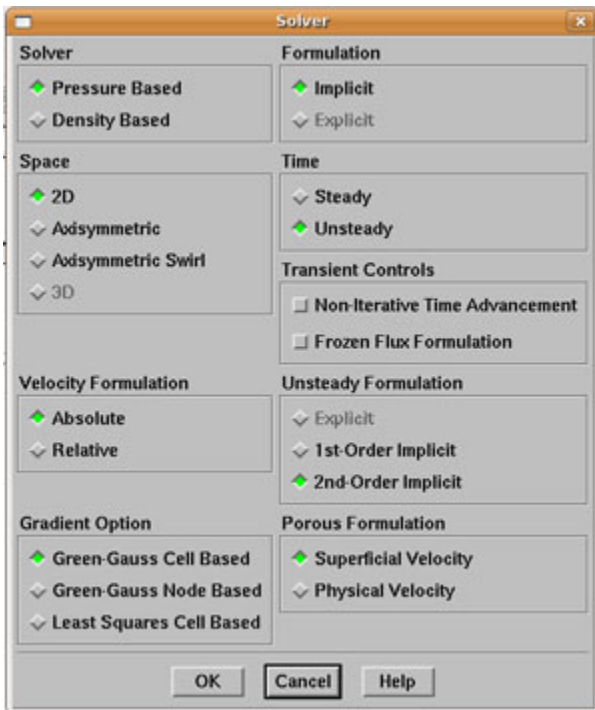 Solver
Solver
Pressure Based
Density Based
Formulation
Implicit
Explicit
Space
2D
Axisymmetric
Axisymmetric Swirl
3D
Time
Steady
Unsteady
Transient Controls
Non-Iterative Time Advancement
Frozen Flux Formulation
Velocity Formulation
Absolute
Relative
Unsteady Formulation
Explicit
1st-Order Implicit
2nd-Order Implicit
Gradient Option
Green-Gauss Cell Based
Green-Gauss Node Based
Least Squares Cell Based
Porous Formulation
Superficial Velocity
Physical Velocity
OK
Cancel
Help